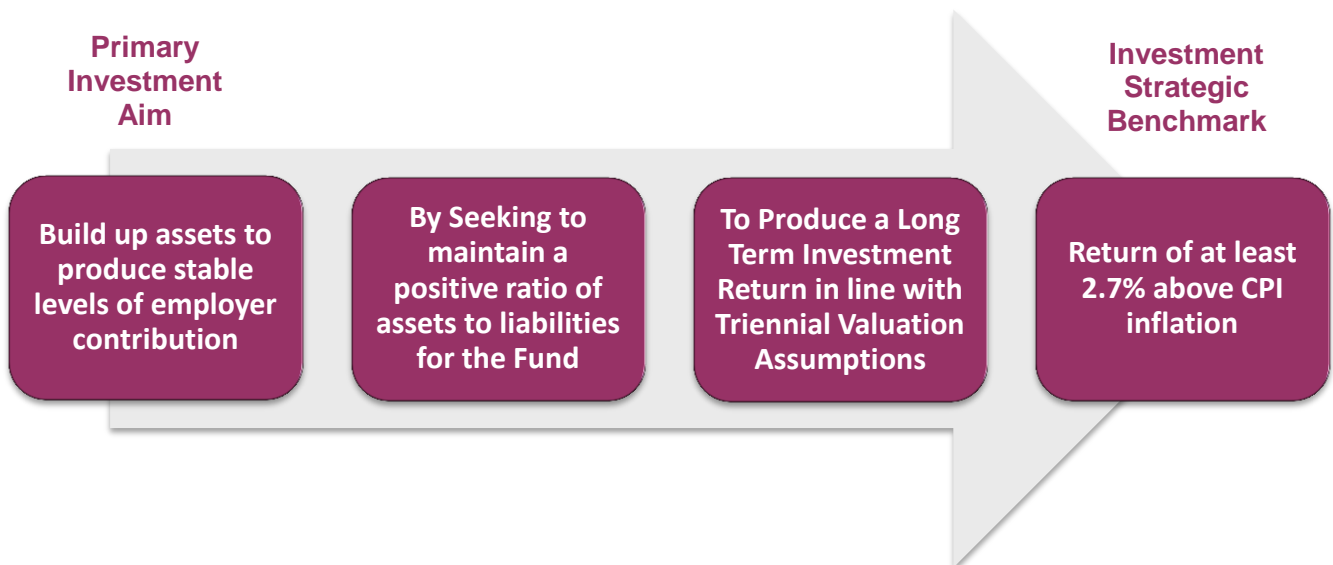 Primary
Investment
Aim
Investment
Strategic
Benchmark
Build up assets to
produce stable
levels of employer
contribution
By Seeking to
maintain a
positive ratio of
assets to liabilities
for the Fund
To Produce a Long
Term Investment
Return in line with
Triennial Valuation
Assumptions
Return of at least
2.7% above CPI
inflation